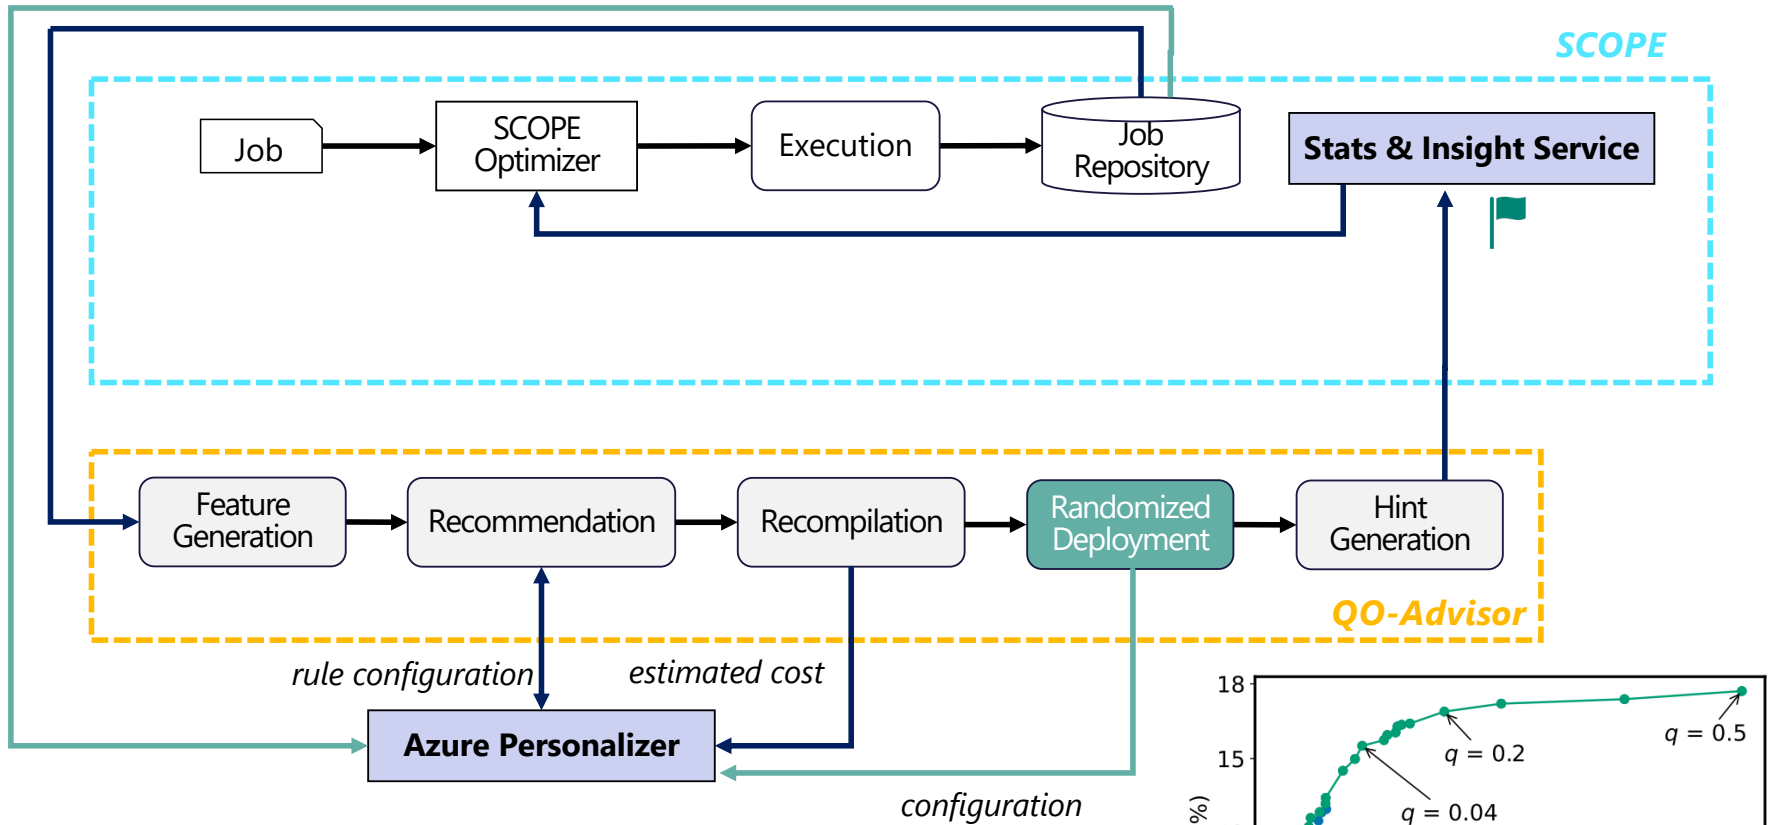 SCOPE
Job
SCOPE
Optimizer
Execution
Job
Repository
Stats & Insight Service
Feature
Generation
Recommendation
Recompilation
Randomized
Deployment
Hint
Generation
QO-Advisor
rule configuration
estimated cost
Azure Personalizer
configuration
18
15
%)
q = 0.5
q = 0.2
q = 0.04